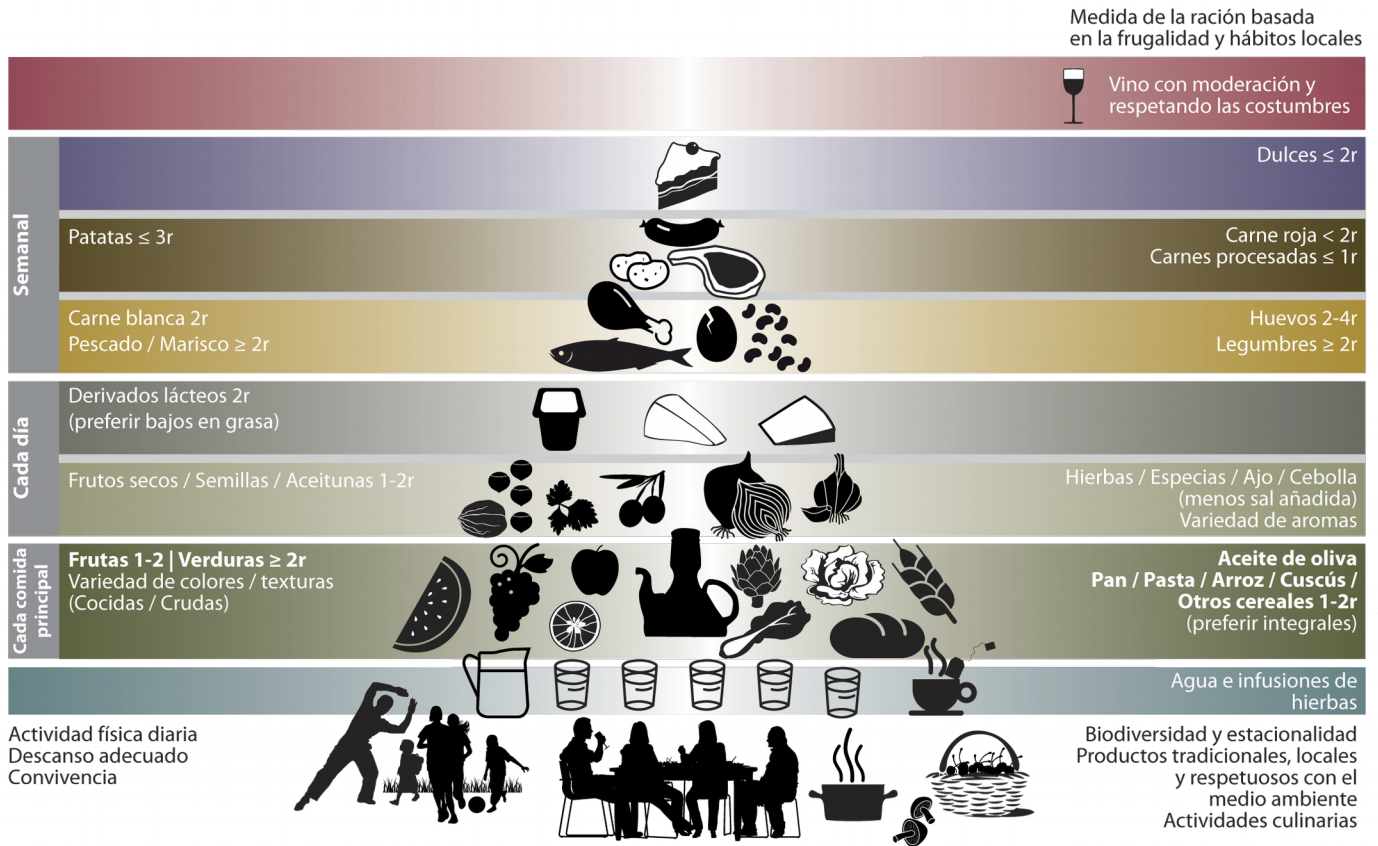 Medida de la ración basada
en la frugalidad y hábitos locales
Vino con moderación y
respetando las costumbres
Semanal
Dulces ≤ 2r
Patatas ≤ 3r
Carne roja < 2r
Carnes procesadas ≤ 1r
Carne blanca 2r
Pescado / Marisco ≥ 2r
Huevos 2-4r
Legumbres ≥ 2r
Cada día
Derivados lácteos 2r
(preferir bajos en grasa)
Frutos secos / Semillas / Aceitunas 1-2r
Hierbas / Especias / Ajo / Cebolla
(menos sal añadida)
Variedad de aromas
Cada comida
principal
Frutas 1-2 | Verduras ≥ 2r
Variedad de colores / texturas
(Cocidas / Crudas)
Aceite de oliva
Pan / Pasta / Arroz / Cuscús /
Otros cereales 1-2r
(preferir integrales)
Agua e infusiones de
hierbas
Actividad física diaria
Descanso adecuado
Convivencia
Biodiversidad y estacionalidad
Productos tradicionales, locales
y respetuosos con el
medio ambiente
Actividades culinarias